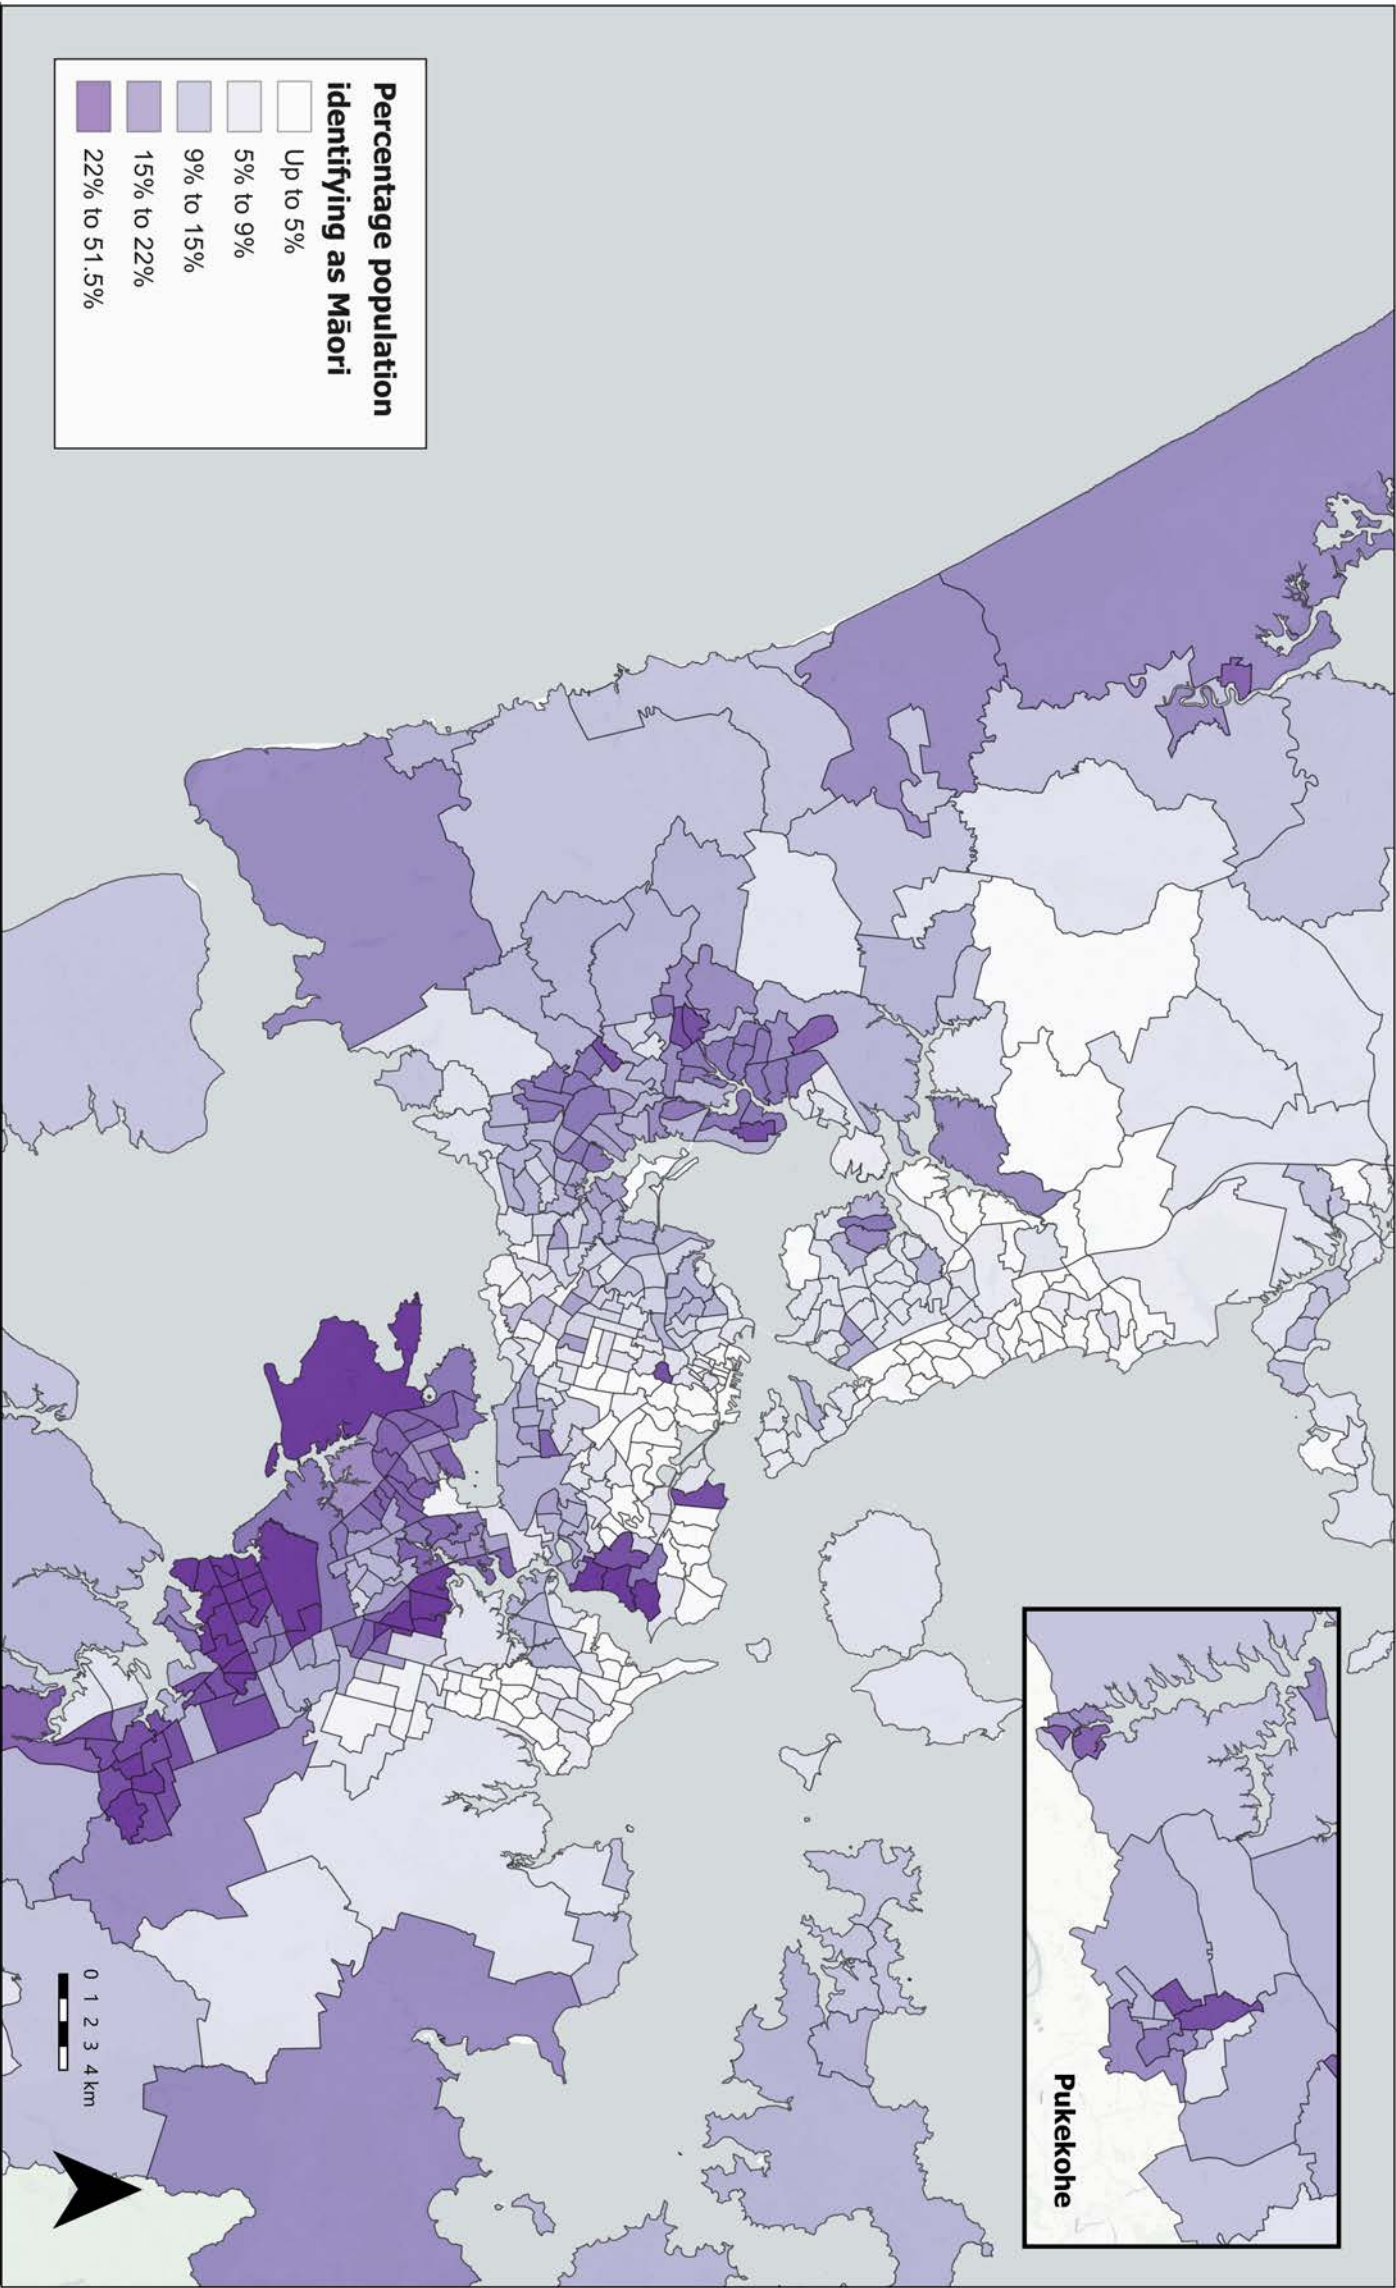 Percentage population
identifying as Māori
Up to 5%
5% to 9%
9% to 15%
15% to 22%
22% to 51.5%
Pukekohe
0 1 2 3 4 km